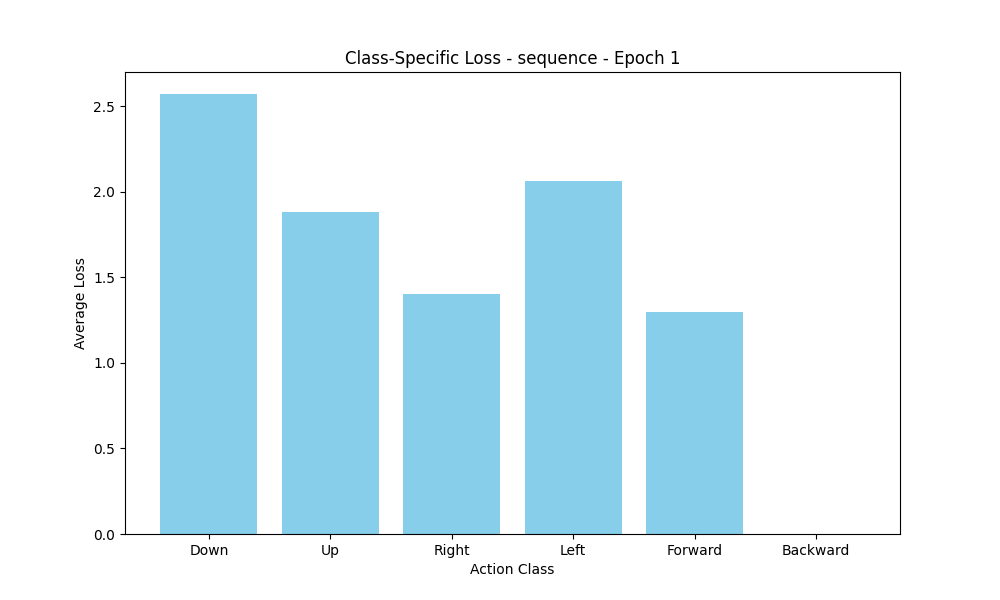 Class-Specific Loss - sequence - Epoch 1
Average Loss
2.5
2.0
1.5
1.0
0.5
0.0
Down Up Right Left Forward Backward
Action Class